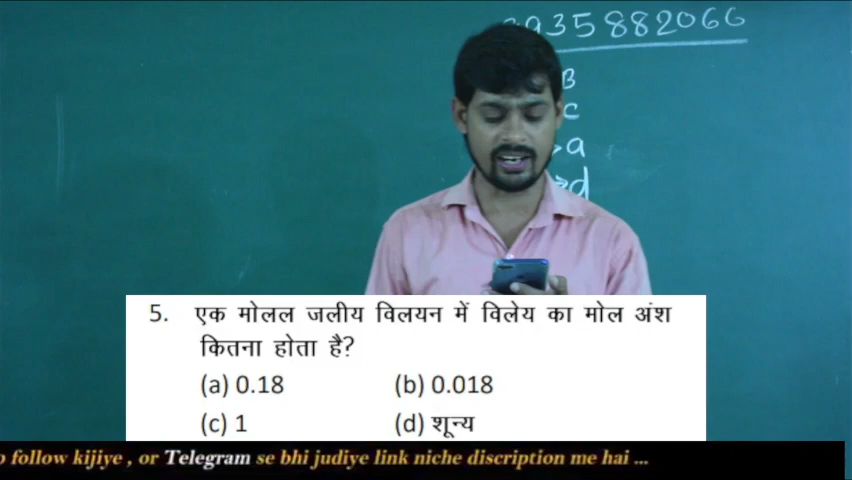 935882066
B
C
a
d
5. एक मोलल जलीय विलयन में विलेय का मोल अंश
कितना होता है?
(a) 0.18 (b) 0.018
(c) 1 (d) शून्य
follow kijiye , or Telegram se bhi judiye link niche discription me hai ...